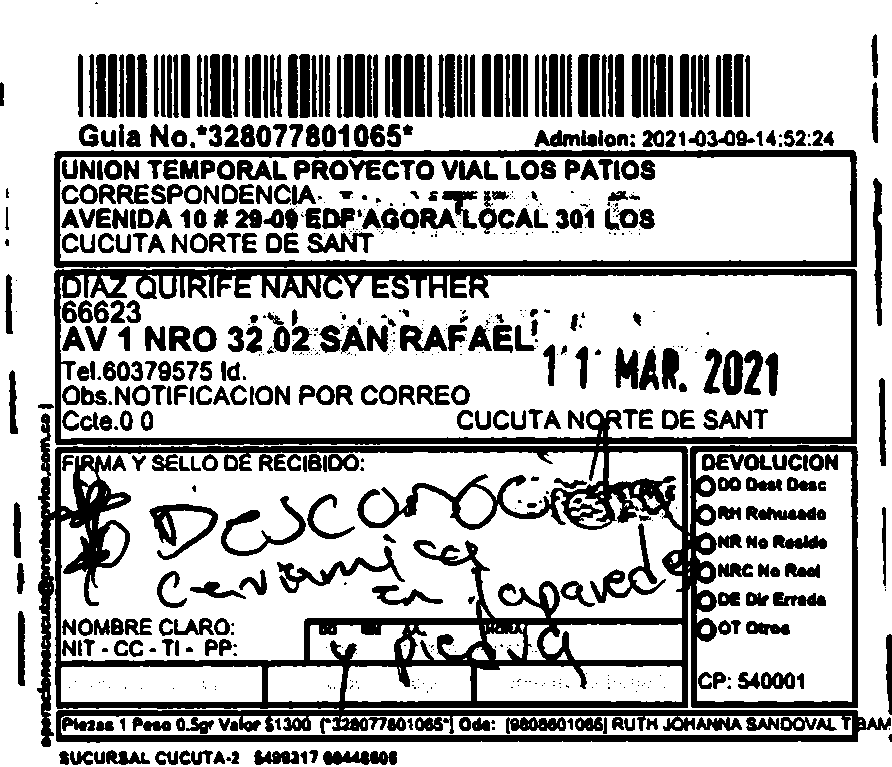 Guia No.*328077801065*
Admision: 2021-03-09-14:52:24
UNION TEMPORAL PROYECTO VIAL LOS PATIOS
CORRESPONDENCIA
AVENIDA 10 # 29-09 EDF AGORA LOCAL 301 LOS
CUCUTA NORTE DE SANT
DIAZ QUIRIFE NANCY ESTHER
66623
AV 1 NRO 32 02 SAN RAFAEL
11 MAR. 2021
Tel.60379575 Id.
Obs.NOTIFICACION POR CORREO
Ccte.0 0
CUCUTA NORTE DE SANT
FIRMA Y SELLO DE RECIBIDO:
DESCONOCIDA
en la pared
y piedra
NOMBRE CLARO:
NIT - CC - TI - PP:
HORA
DEVOLUCION
DD Dest Desc
RH Rehusado
NR No Reside
NRC No Recl
DE Dir Errada
OT Otros
CP: 540001
Piezas 1 Peso 0.5gr Valor $1300 [*328077801065*] Ode: [9808601065] RUTH JOHANNA SANDOVAL
SUCURSAL CUCUTA-2